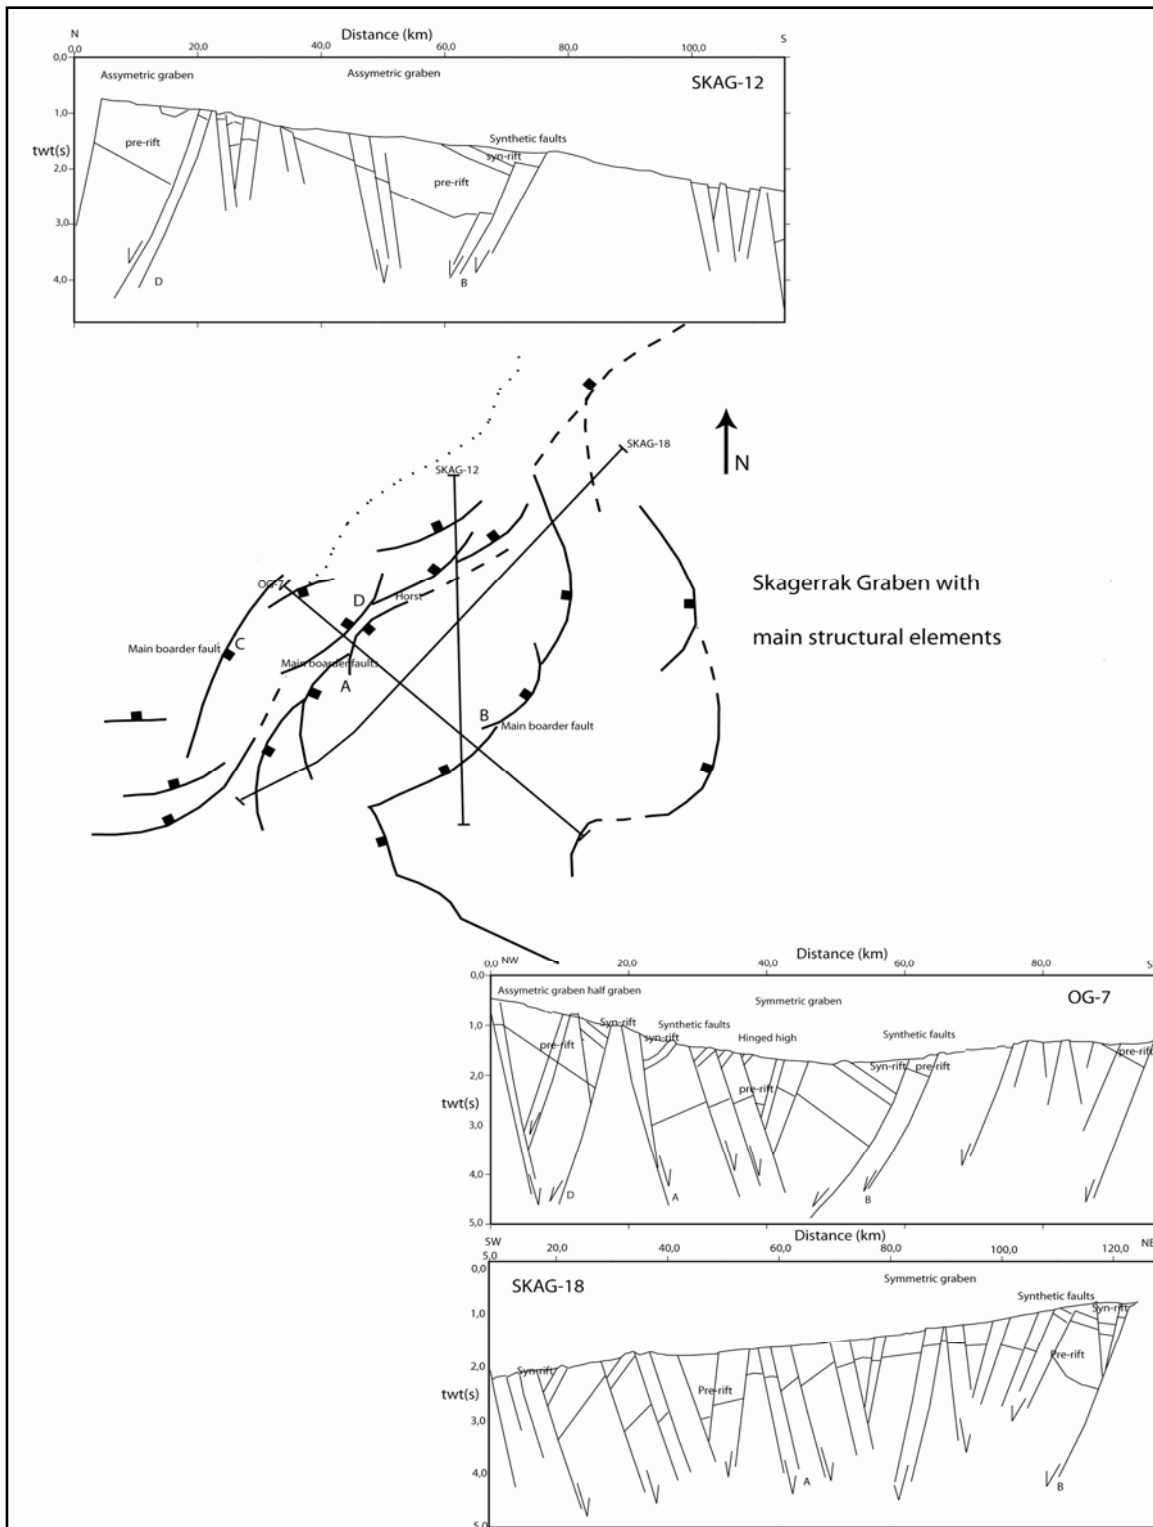 N
Distance (km)
S
0,0
20,0
40,0
60,0
80,0
100,0
0,0
Assymetric graben
Assymetric graben
SKAG-12
1,0
twt(s)
pre-rift
Synthetic faults
syn-rift
2,0
pre-rift
3,0
4,0
D
B
SKAG-18
SKAG-12
N
OG-7
D
Horst
Skagerrak Graben with
main structural elements
C
Main boarder fault
Main boarder faults
A
B
Main boarder fault
Distance (km)
0,0
NW
20,0
40,0
60,0
80,0
S
0,0
Assymetric graben half graben
Symmetric graben
OG-7
1,0
Syn-rift
Synthetic faults
syn-rift
Hinged high
Synthetic faults
pre-rift
pre-rift
2,0
Syn-rift
pre-rift
pre-rift
twt(s)
3,0
4,0
D
A
B
5,0
SW
Distance (km)
NE
5,0
20,0
40,0
60,0
80,0
100,0
120,0
0,0
SKAG-18
Symmetric graben
Synthetic faults
1,0
Syn-rift
2,0
Syn-rift
Pre-rift
Pre-rift
twt(s)
3,0
4,0
A
B
5,0